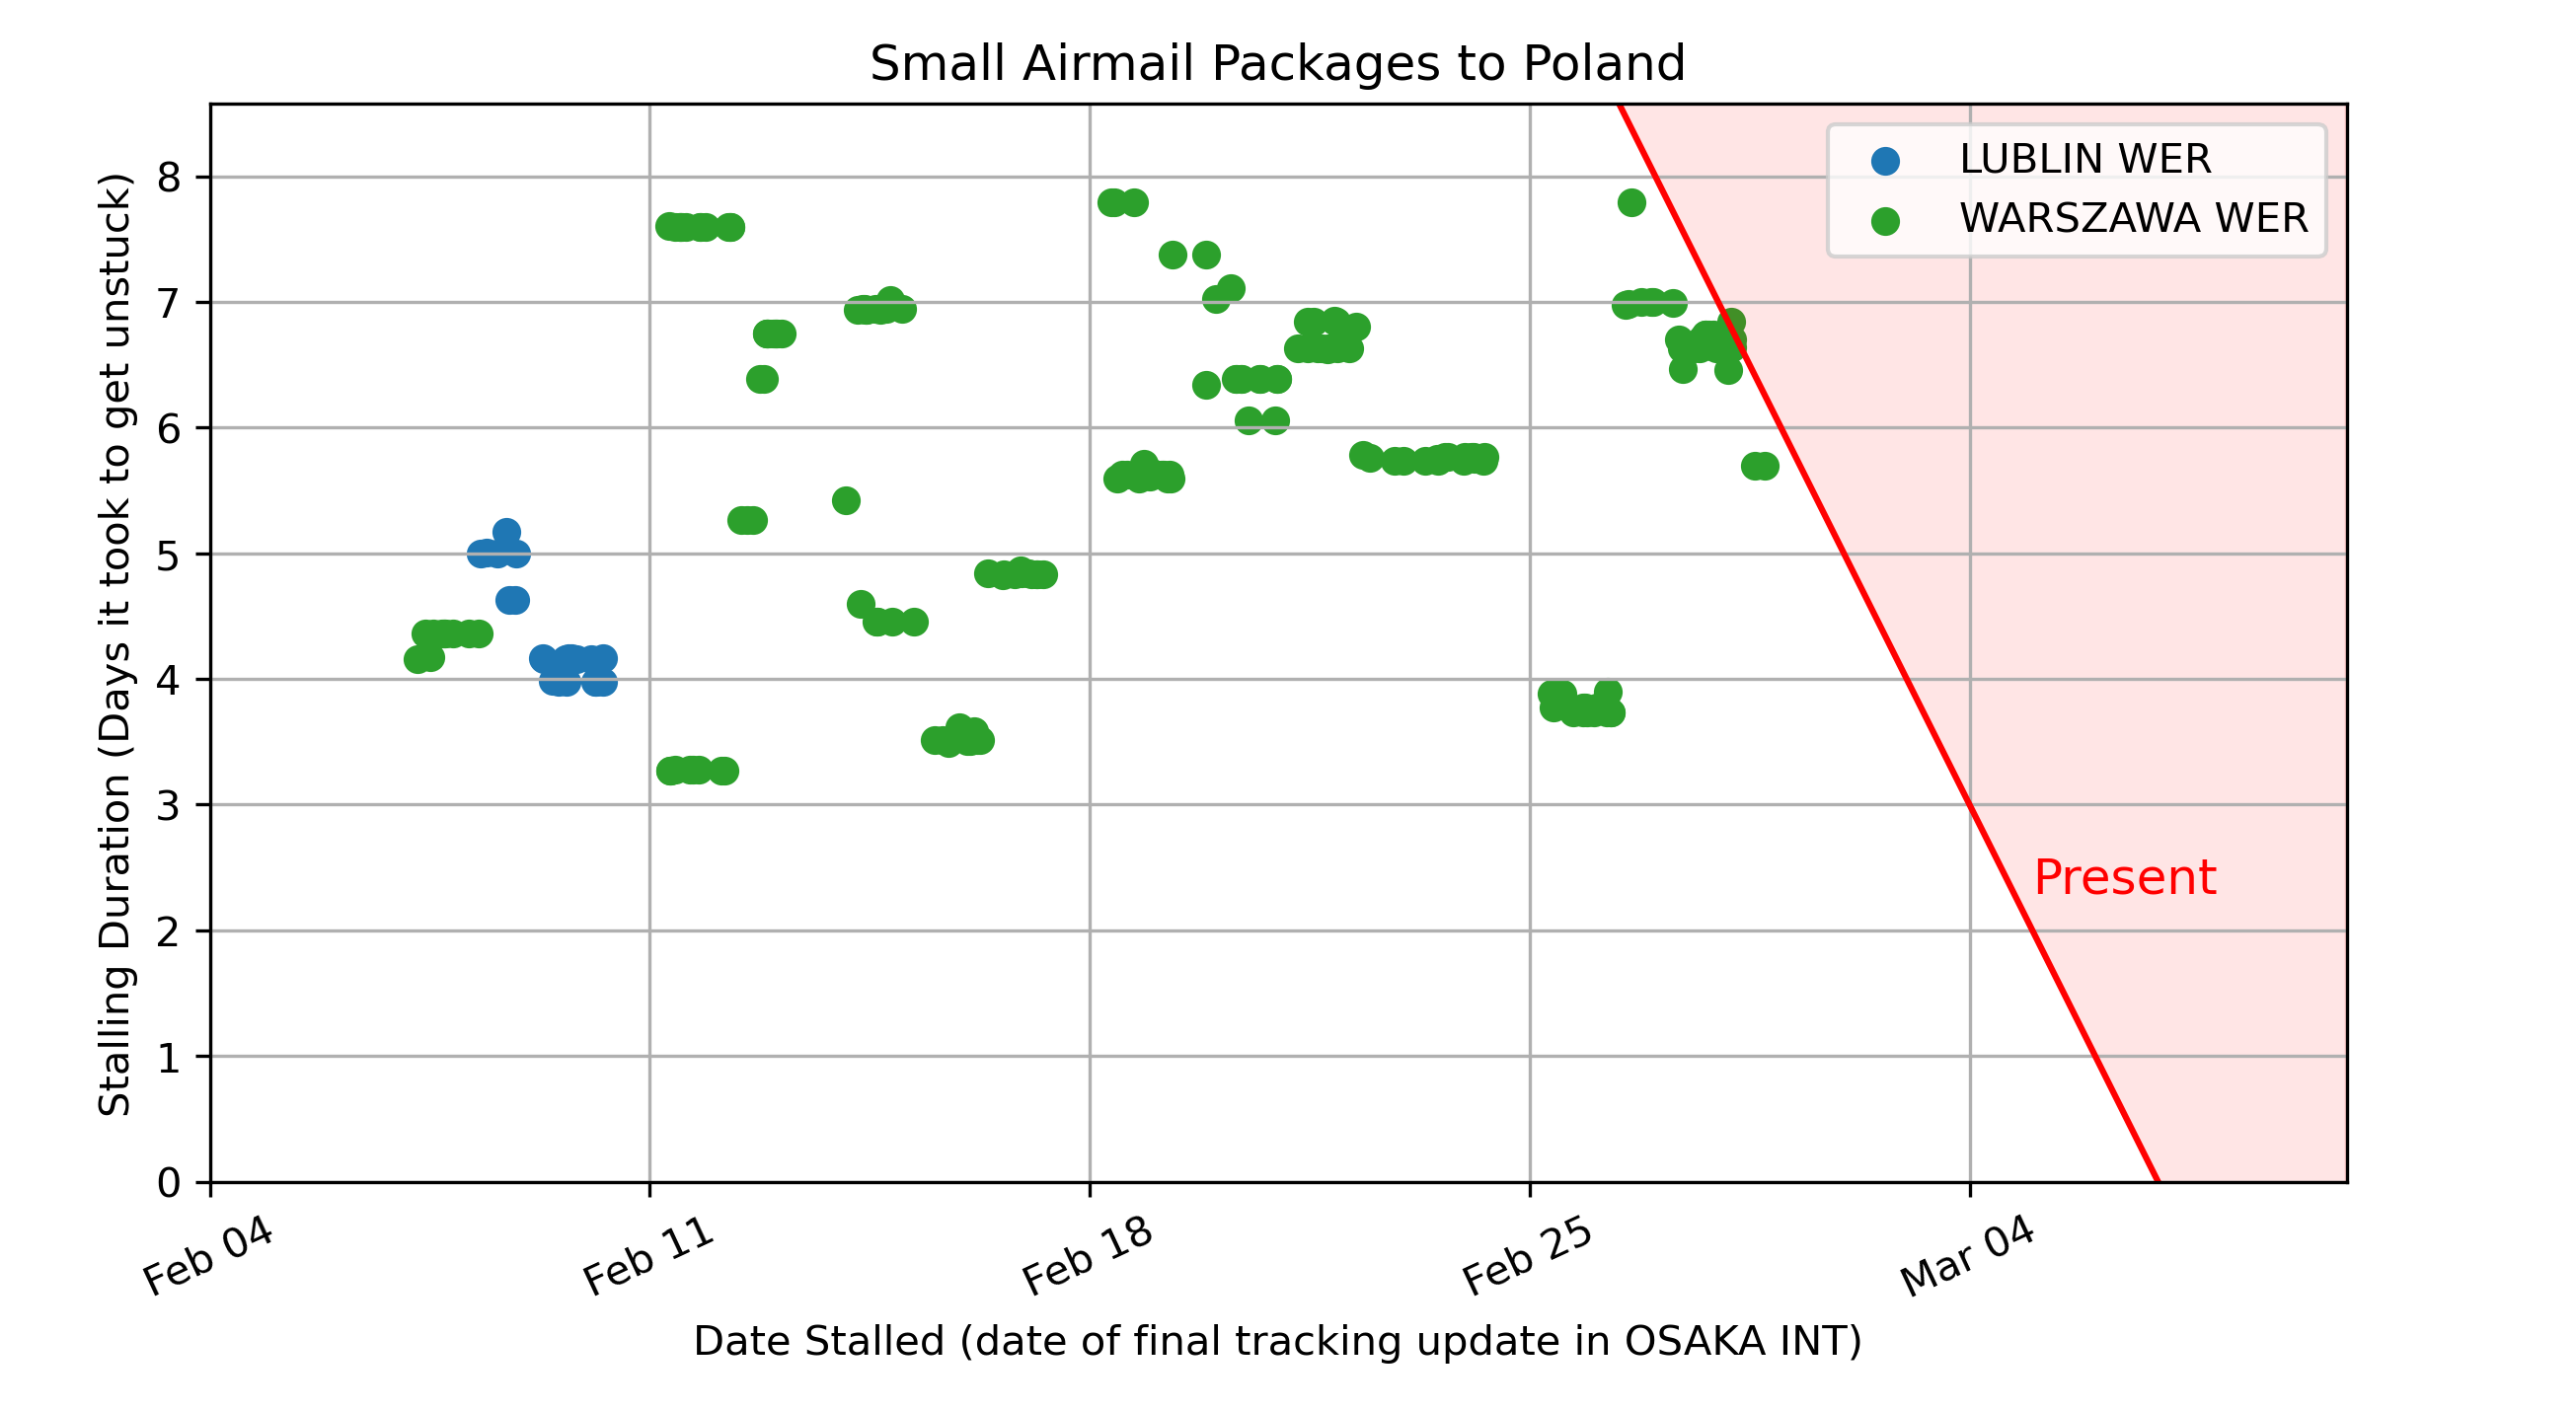 Small Airmail Packages to Poland
LUBLIN WER
WARSZAWA WER
Stalling Duration (Days it took to get unstuck)
8
7
6
5
4
3
2
1
0
Present
Feb 04
Feb 11
Feb 18
Feb 25
Mar 04
Date Stalled (date of final tracking update in OSAKA INT)